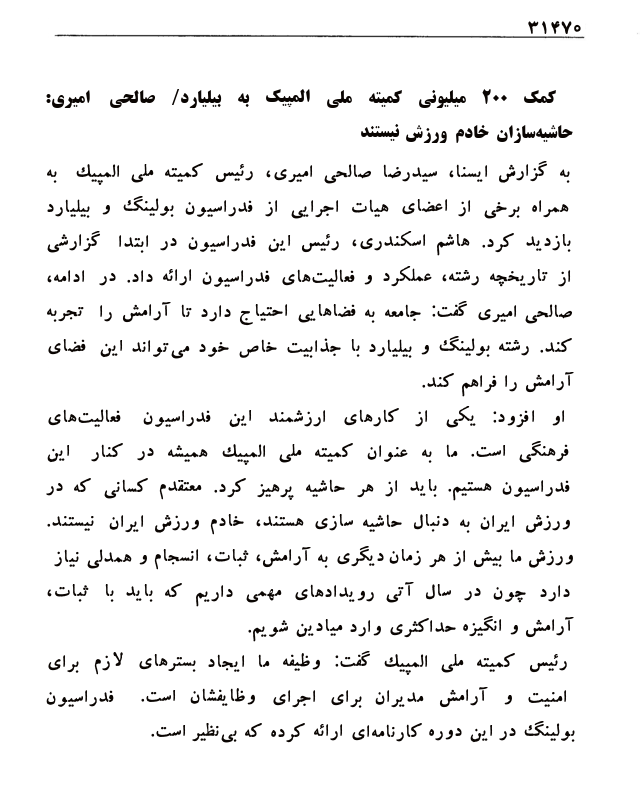 ۳۱۴۷۰
کمک ۲۰۰ میلیونی کمیته ملی المپیک به بیلیارد/ صالحی امیری:
حاشیه‌سازان خادم ورزش نیستند
به گزارش ایسنا، سیدرضا صالحی امیری، رئیس کمیته ملی المپیك به
همراه برخی از اعضای هیات اجرایی از فدراسیون بولینگ و بیلیارد
بازدید کرد. هاشم اسکندری، رئیس این فدراسیون در ابتدا گزارشی
از تاریخچه رشته، عملکرد و فعالیت‌های فدراسیون ارائه داد. در ادامه،
صالحی امیری گفت: جامعه به فضاهایی احتیاج دارد تا آرامش را تجربه
کند. رشته بولینگ و بیلیارد با جذابیت خاص خود می‌تواند این فضای
آرامش را فراهم کند.
او افزود: یکی از کارهای ارزشمند این فدراسیون فعالیت‌های
فرهنگی است. ما به عنوان کمیته ملی المپیك همیشه در کنار این
فدراسیون هستیم. باید از هر حاشیه پرهیز کرد. معتقدم کسانی که در
ورزش ایران به دنبال حاشیه سازی هستند، خادم ورزش ایران نیستند.
ورزش ما بیش از هر زمان دیگری به آرامش، ثبات، انسجام و همدلی نیاز
دارد چون در سال آتی رویدادهای مهمی داریم که باید با ثبات،
آرامش و انگیزه حداکثری وارد میادین شویم.
رئیس کمیته ملی المپیك گفت: وظیفه ما ایجاد بسترهای لازم برای
امنیت و آرامش مدیران برای اجرای وظایفشان است. فدراسیون
بولینگ در این دوره کارنامه‌ای ارائه کرده که بی‌نظیر است.